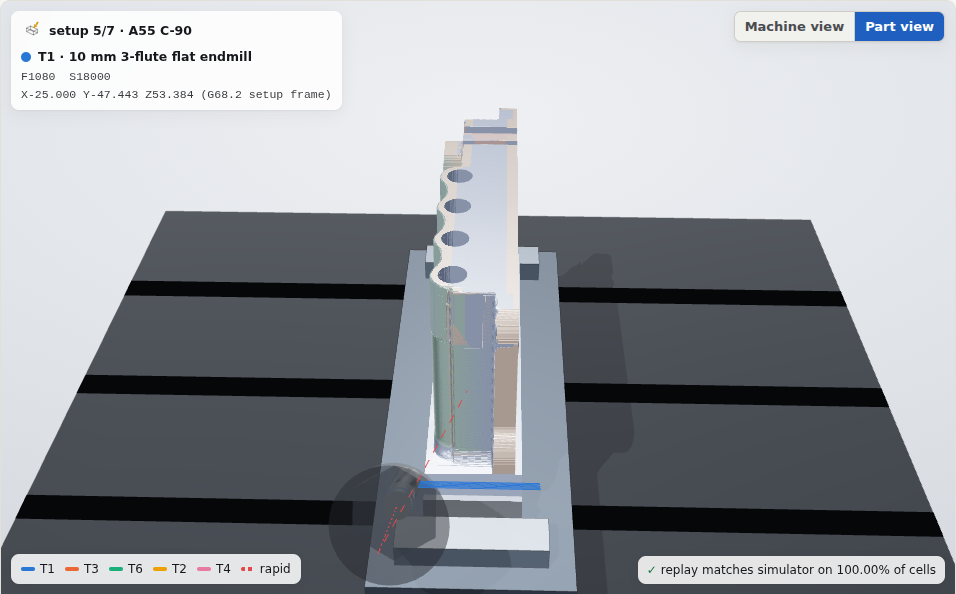 setup 5/7 · A55 C-90
T1 · 10 mm 3-flute flat endmill
F1080 S18000
X-25.000 Y-47.443 Z53.384 (G68.2 setup frame)
Machine view Part view
T1 T3 T6 T2 T4 rapid
✓ replay matches simulator on 100.00% of cells